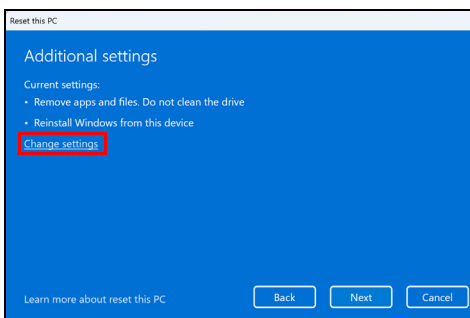 Reset this PC
Additional settings
Current settings:
• Remove apps and files. Do not clean the drive
• Reinstall Windows from this device
Change settings
Learn more about reset this PC
Back
Next
Cancel